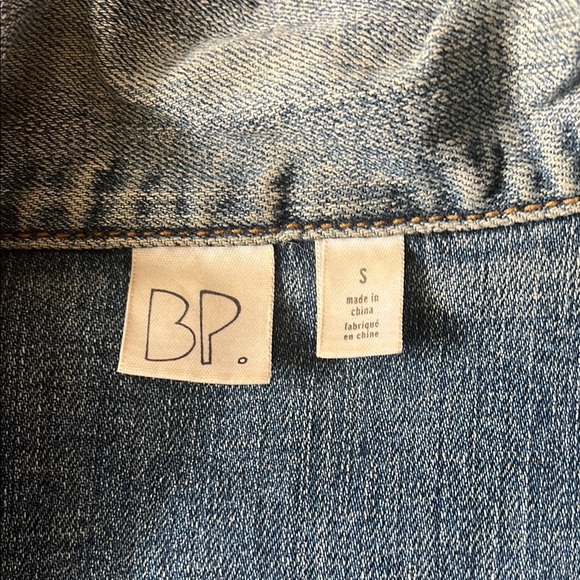 BP.
S
made in
china
fabriqué
en chine